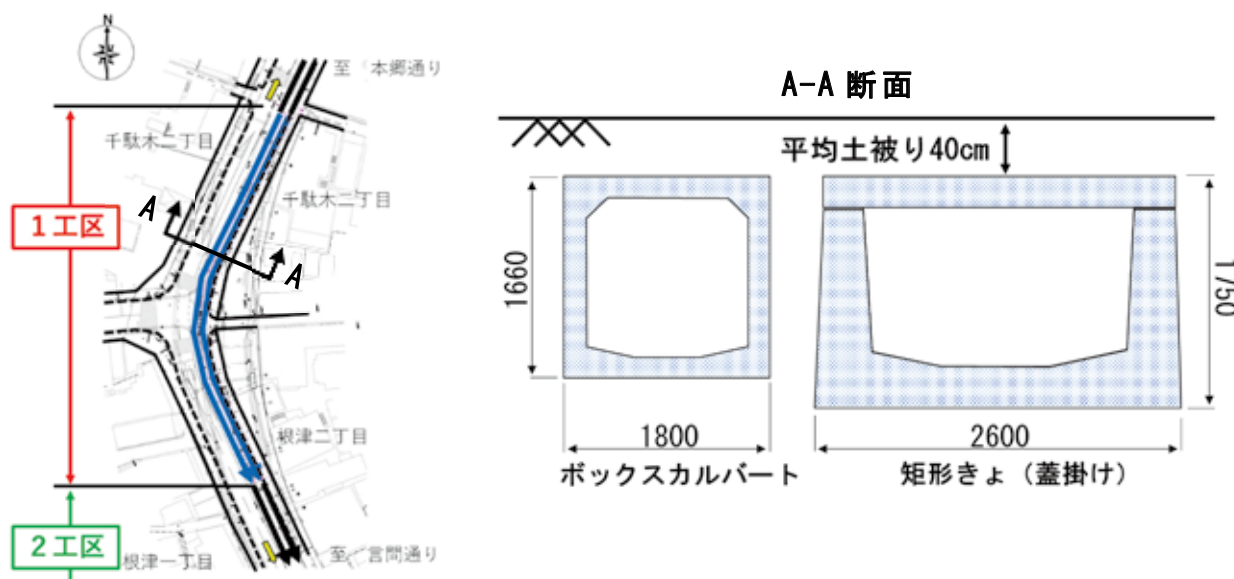 N
至 本郷通り
千駄木二丁目
千駄木二丁目
1工区
A
A
根津二丁目
2工区
根津一丁目
至 言問通り
A-A 断面
平均土被り40cm
1660
1750
1800
2600
ボックスカルバート
矩形きょ（蓋掛け）